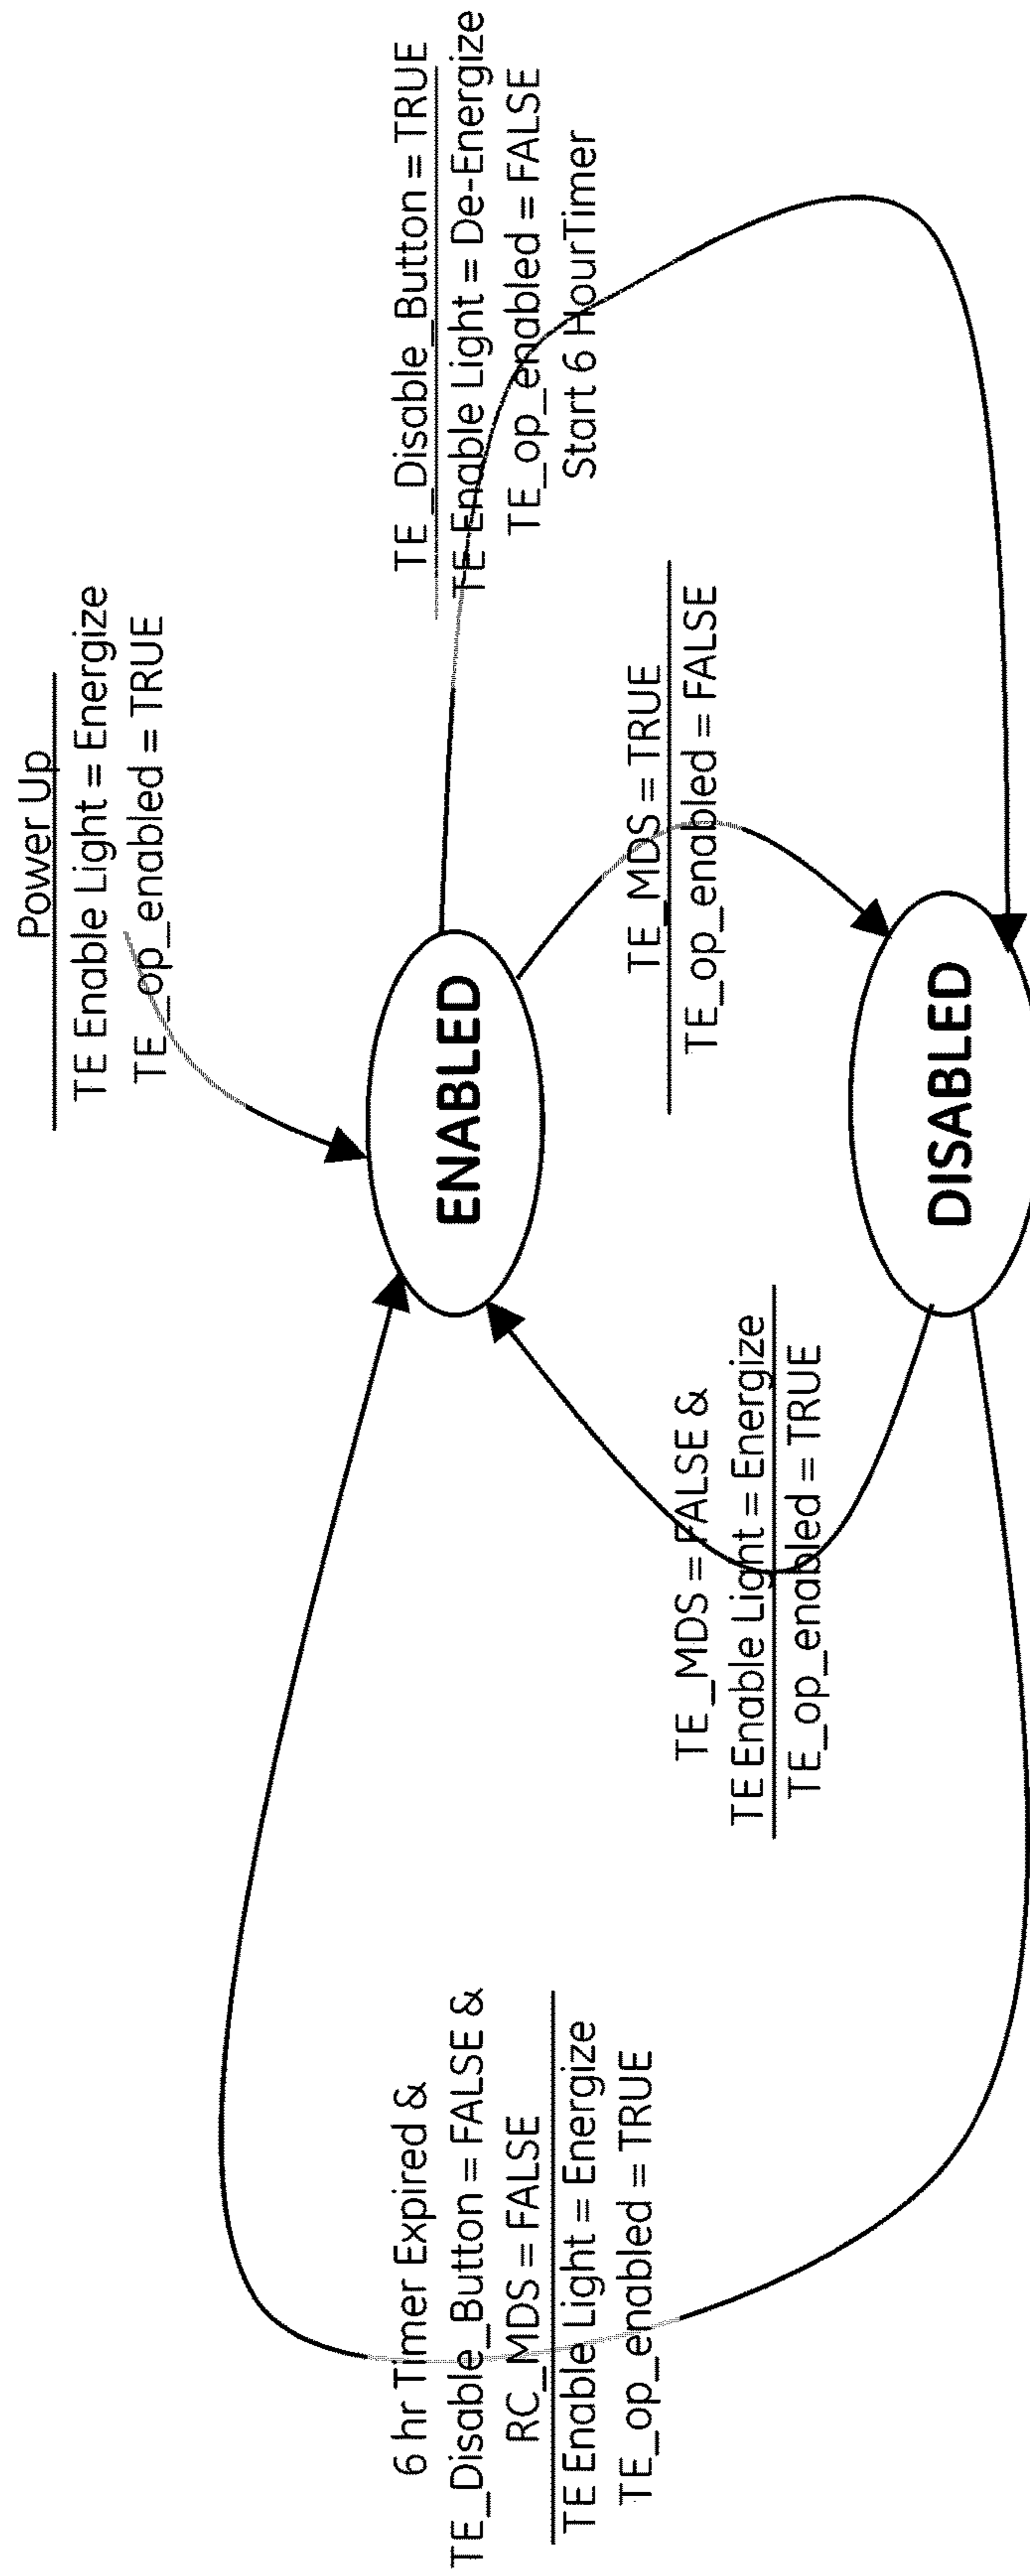 Power Up
TE Enable Light = Energize
TE_op_enabled = TRUE
6 hr Timer Expired &
TE_Disable_Button = FALSE &
RC_MDS = FALSE
TE Enable Light = Energize
TE_op_enabled = TRUE
ENABLED
TE_Disable_Button = TRUE
TE Enable Light = De-Energize
TE_op_enabled = FALSE
Start 6 HourTimer
TE_MDS = FALSE &
TE Enable Light = Energize
TE_op_enabled = TRUE
TE_MDS = TRUE
TE_op_enabled = FALSE
DISABLED